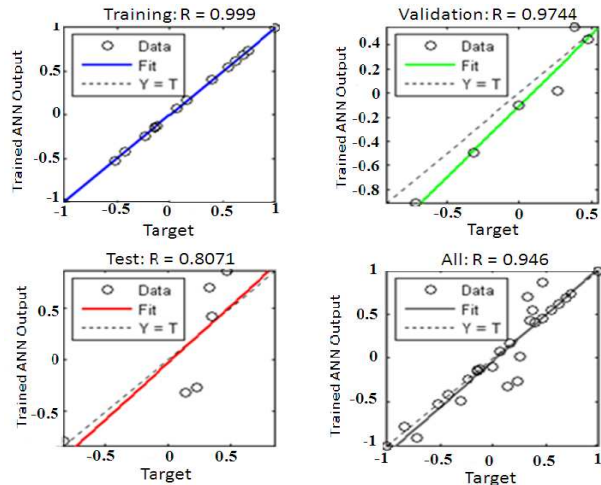 Training: R = 0.999
Trained ANN Output
1
0.5
0
-0.5
-1
Data
Fit
Y = T
-1
-0.5
0
0.5
1
Target
Validation: R = 0.9744
Trained ANN Output
0.4
0.2
0
-0.2
-0.4
-0.6
-0.8
Data
Fit
Y = T
-0.5
0
0.5
Target
Test: R = 0.8071
Trained ANN Output
0.5
0
-0.5
Data
Fit
Y = T
-0.5
0
0.5
Target
All: R = 0.946
Trained ANN Output
1
0.5
0
-0.5
-1
Data
Fit
Y = T
-1
-0.5
0
0.5
1
Target